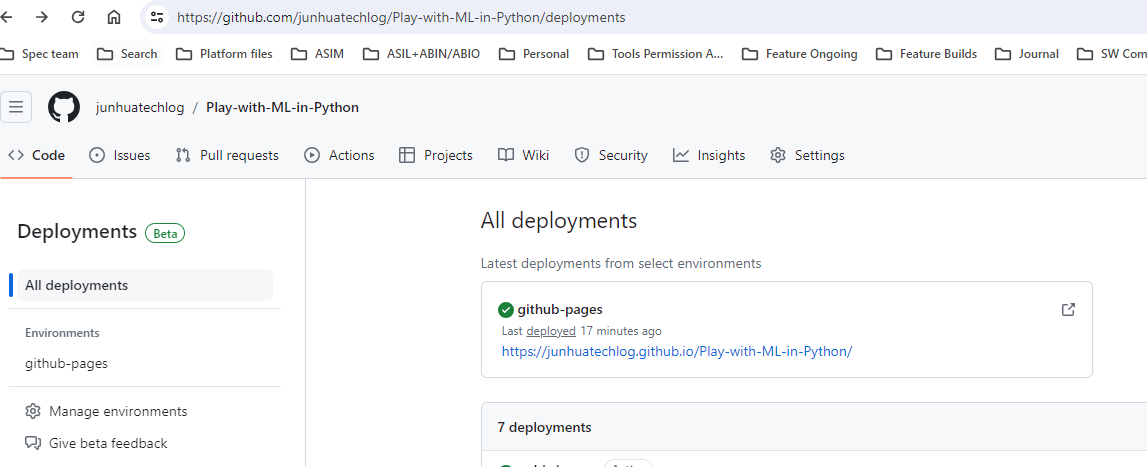 https://github.com/junhuatechlog/Play-with-ML-in-Python/deployments
Spec team Search Platform files ASIM ASIL+ABIN/ABIO Personal Tools Permission A... Feature Ongoing Feature Builds Journal SW Com
junhuatechlog / Play-with-ML-in-Python
Code Issues Pull requests Actions Projects Wiki Security Insights Settings
Deployments Beta
All deployments
Environments
github-pages
Manage environments
Give beta feedback
All deployments
Latest deployments from select environments
github-pages
Last deployed 17 minutes ago
https://junhuatechlog.github.io/Play-with-ML-in-Python/
7 deployments